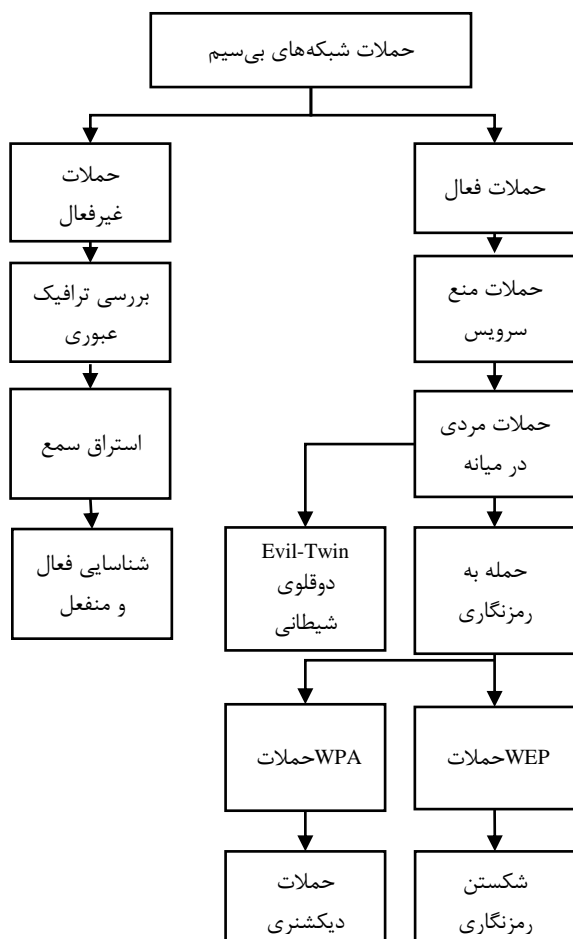 حملات شبکه‌های بی‌سیم
حملات فعال
حملات
غیرفعال
حملات منع
سرویس
بررسی ترافیک
عبوری
حملات مردی
در میانه
استراق سمع
حمله به
رمزنگاری
Evil-Twin
دوقلوی
شیطانی
شناسایی فعال
و منفعل
حملاتWEP
حملاتWPA
شکستن
رمزنگاری
حملات
دیکشنری